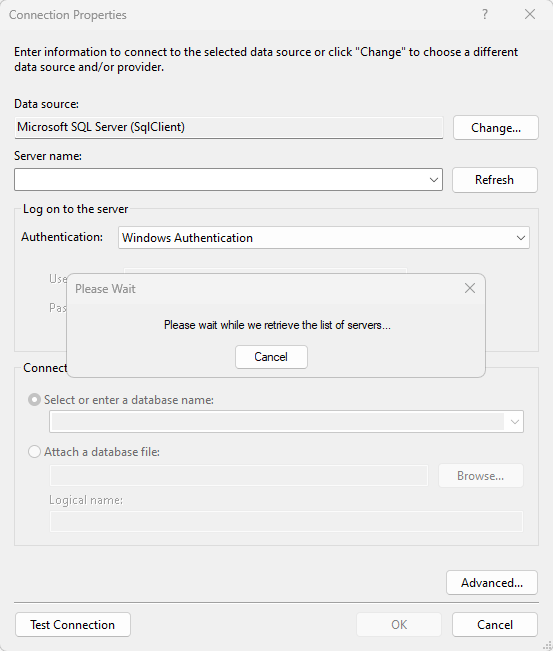 Connection Properties
?
Enter information to connect to the selected data source or click "Change" to choose a different
data source and/or provider.
Data source:
Microsoft SQL Server (SqlClient)
Change...
Server name:
Refresh
Log on to the server
Authentication:
Windows Authentication
Use
Pas
Please Wait
Please wait while we retrieve the list of servers...
Cancel
Connect
Select or enter a database name:
Attach a database file:
Browse...
Logical name:
Advanced...
Test Connection
OK
Cancel